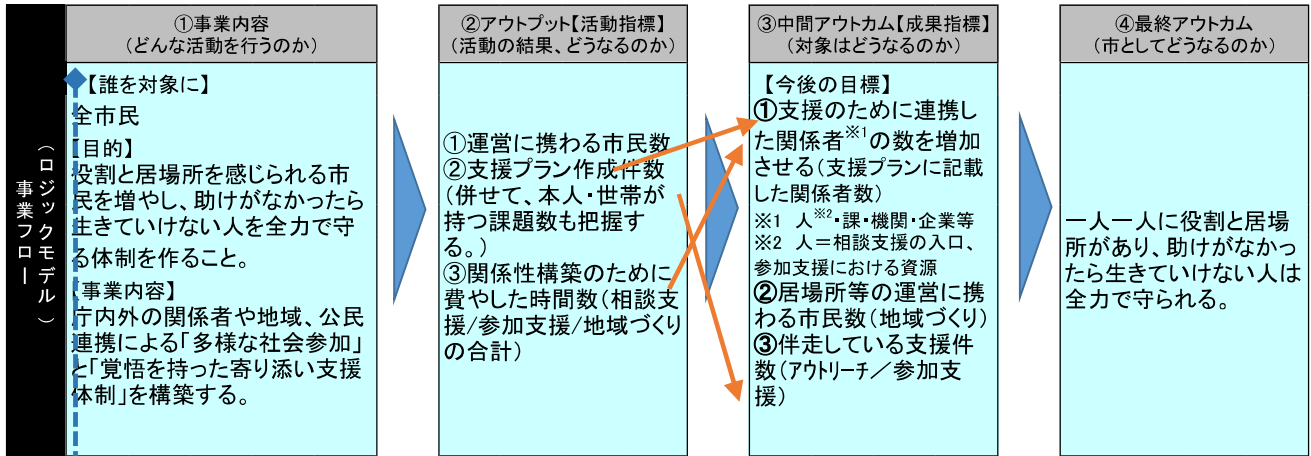 事業フロー
（ロジックモデル）
①事業内容
（どんな活動を行うのか）
【誰を対象に】
全市民
【目的】
役割と居場所を感じられる市
民を増やし、助けがなかったら
生きていけない人を全力で守
る体制を作ること。
【事業内容】
庁内外の関係者や地域、公民
連携による「多様な社会参加」
と「覚悟を持った寄り添い支援
体制」を構築する。
②アウトプット【活動指標】
（活動の結果、どうなるのか）
①運営に携わる市民数
②支援プラン作成件数
（併せて、本人・世帯が
持つ課題数も把握す
る。）
③関係性構築のために
費やした時間数（相談支
援/参加支援/地域づくり
の合計）
③中間アウトカム【成果指標】
（対象はどうなるのか）
【今後の目標】
①支援のために連携し
た関係者※1の数を増加
させる（支援プランに記載
した関係者数）
※1　人※2・課・機関・企業等
※2　人＝相談支援の入口、
参加支援における資源
②居場所等の運営に携
わる市民数（地域づくり）
③伴走している支援件
数（アウトリーチ／参加支
援）
④最終アウトカム
（市としてどうなるのか）
一人一人に役割と居場
所があり、助けがなかっ
たら生きていけない人は
全力で守られる。